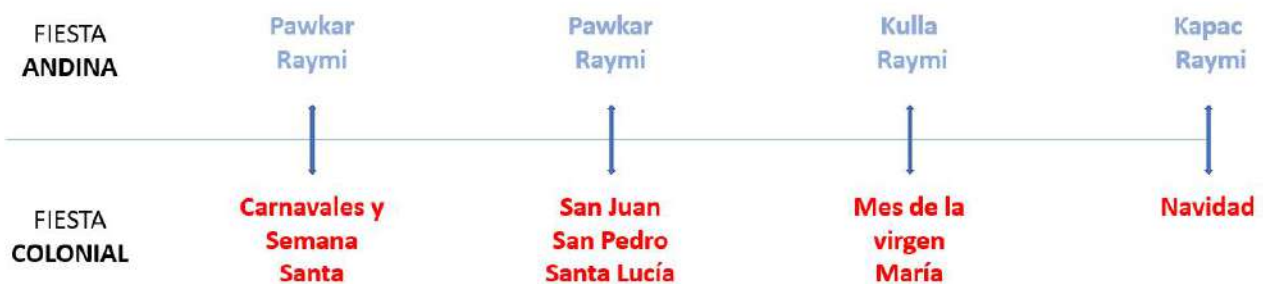 FIESTA
ANDINA
Pawkar
Raymi
Pawkar
Raymi
Kulla
Raymi
Kapac
Raymi
FIESTA
COLONIAL
Carnavales y
Semana
Santa
San Juan
San Pedro
Santa Lucía
Mes de la
virgen
María
Navidad